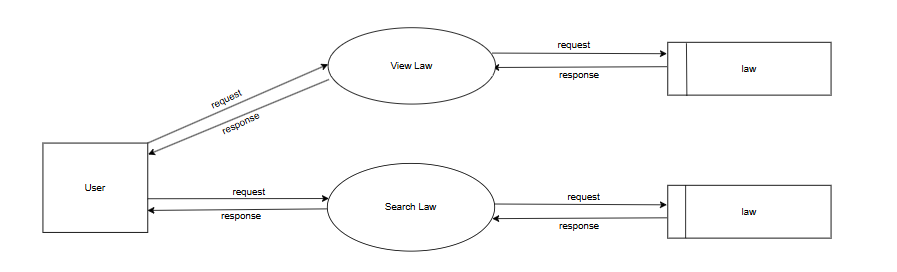 request
View Law
law
response
request
response
User
request
response
Search Law
request
response
law